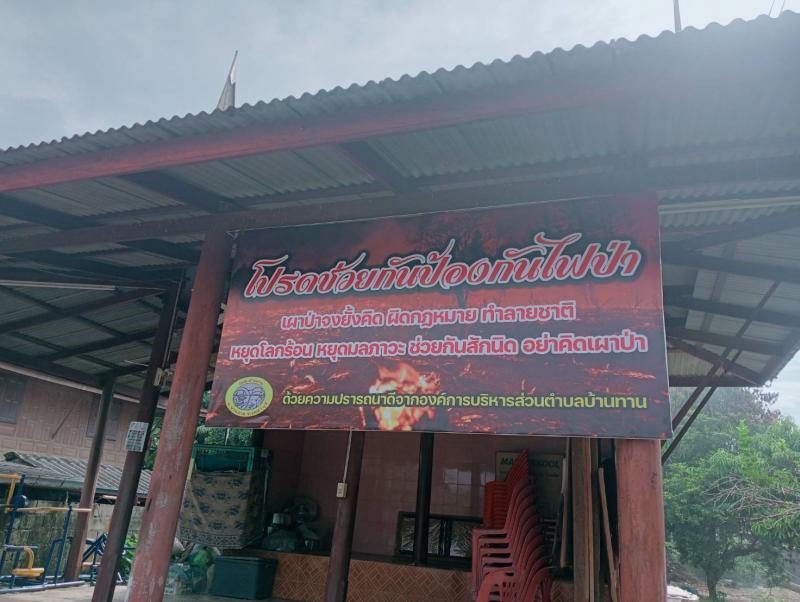 โปรดช่วยกันป้องกันไฟป่า
เผาป่าจงยั้งคิด ผิดกฎหมาย ทำลายชาติ
หยุดโลกร้อน หยุดมลภาวะ ช่วยกันสักนิด อย่าคิดเผาป่า
ด้วยความปรารถนาดีจากองค์การบริหารส่วนตำบลบ้านทาน